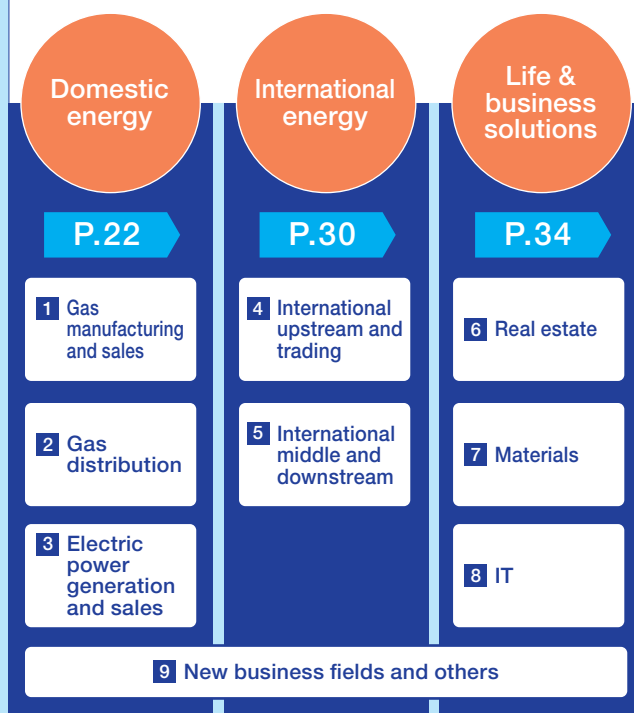 Domestic
energy
P.22
1 Gas
manufacturing
and sales
2 Gas
distribution
3 Electric
power
generation
and sales
International
energy
P.30
4 International
upstream and
trading
5 International
middle and
downstream
Life &
business
solutions
P.34
6 Real estate
7 Materials
8 IT
9 New business fields and others